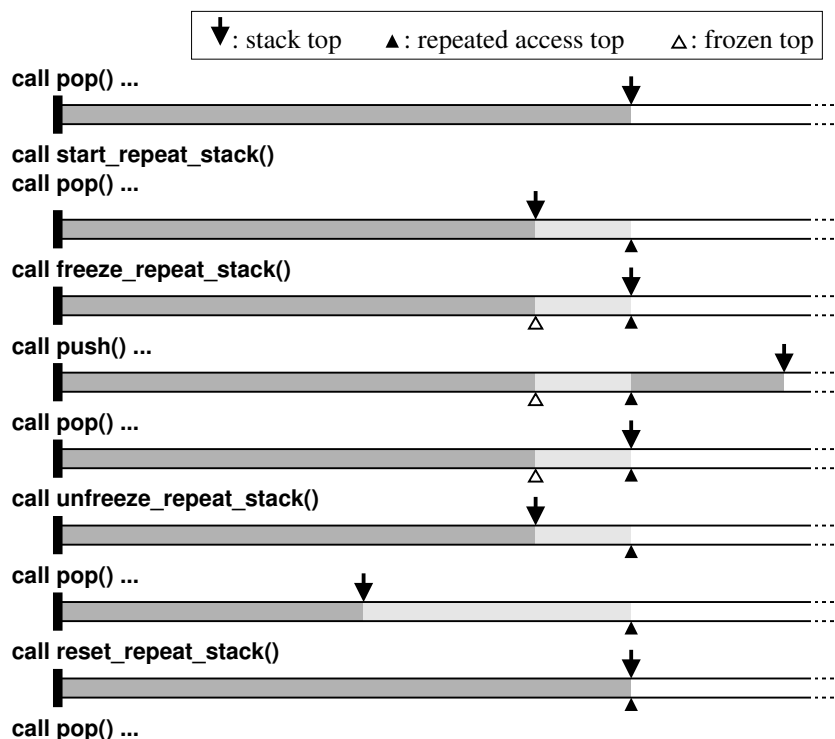 : stack top : repeated access top : frozen top
call pop() ...
call start_repeat_stack()
call pop() ...
call freeze_repeat_stack()
call push() ...
call pop() ...
call unfreeze_repeat_stack()
call pop() ...
call reset_repeat_stack()
call pop() ...